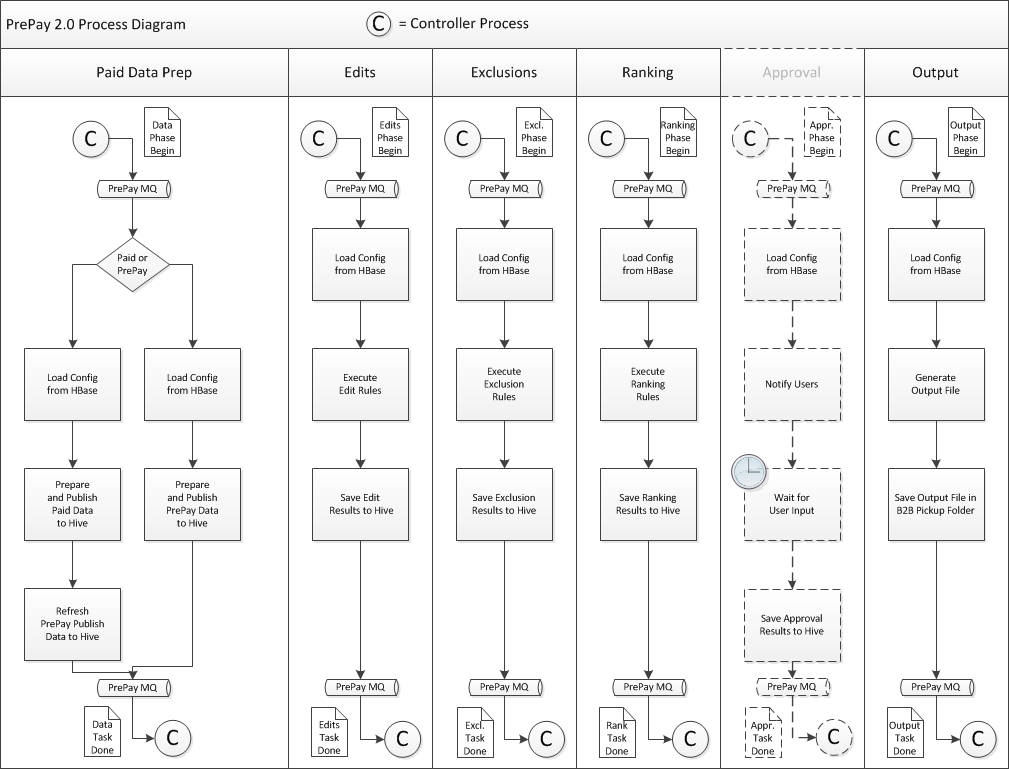 PrePay 2.0 Process Diagram
C = Controller Process
Paid Data Prep
Edits
Exclusions
Ranking
Approval
Output
C
Data
Phase
Begin
PrePay MQ
Paid or
PrePay
Load Config
from HBase
Load Config
from HBase
Prepare
and Publish
Paid Data
to Hive
Prepare
and Publish
PrePay Data
to Hive
Refresh
PrePay Publish
Data to Hive
PrePay MQ
Data
Task
Done
C
C
Edits
Phase
Begin
PrePay MQ
Load Config
from HBase
Execute
Edit Rules
Save Edit
Results to Hive
PrePay MQ
Edits
Task
Done
C
C
Excl.
Phase
Begin
PrePay MQ
Load Config
from HBase
Execute
Exclusion
Rules
Save Exclusion
Results to Hive
PrePay MQ
Excl.
Task
Done
C
C
Ranking
Phase
Begin
PrePay MQ
Load Config
from HBase
Execute
Ranking
Rules
Save Ranking
Results to Hive
PrePay MQ
Rank
Task
Done
C
C
Appr.
Phase
Begin
PrePay MQ
Load Config
from HBase
Notify Users
Wait for
User Input
Save Approval
Results to Hive
PrePay MQ
Appr.
Task
Done
C
C
Output
Phase
Begin
PrePay MQ
Load Config
from HBase
Generate
Output File
Save Output File in
B2B Pickup Folder
PrePay MQ
Output
Task
Done
C